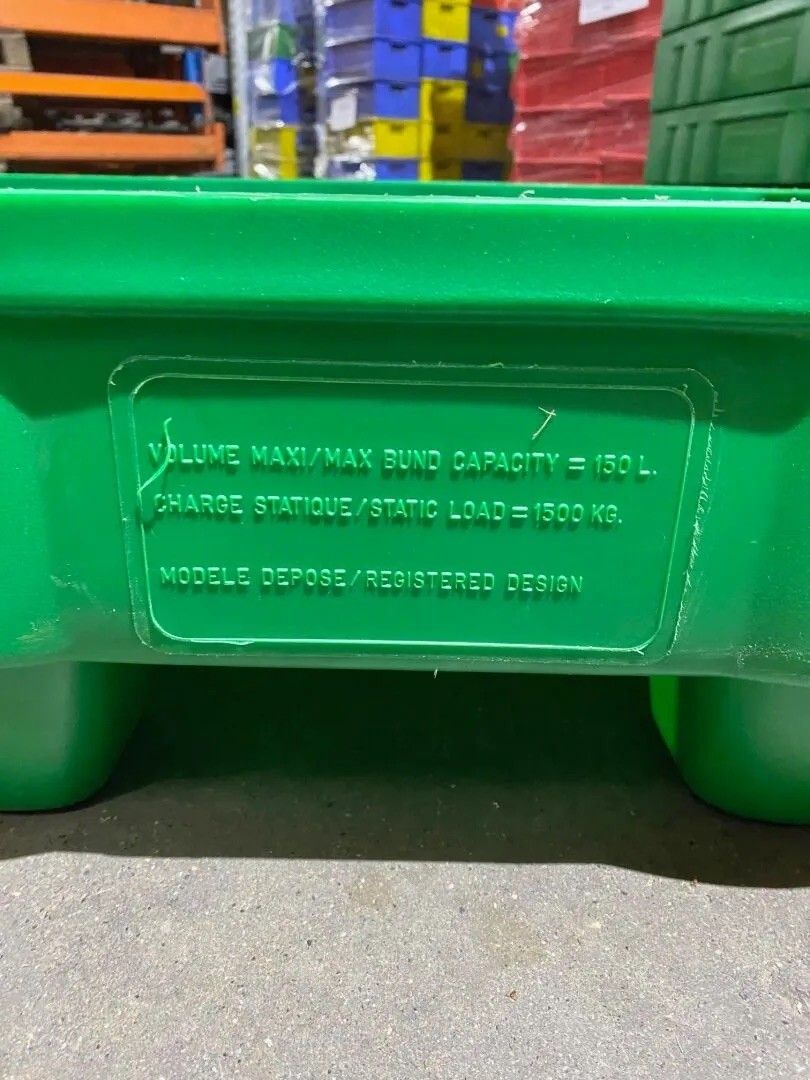 VOLUME MAXI/MAX BUND CAPACITY = 150 L.
CHARGE STATIQUE/STATIC LOAD = 1500 KG.
MODELE DEPOSE/REGISTERED DESIGN